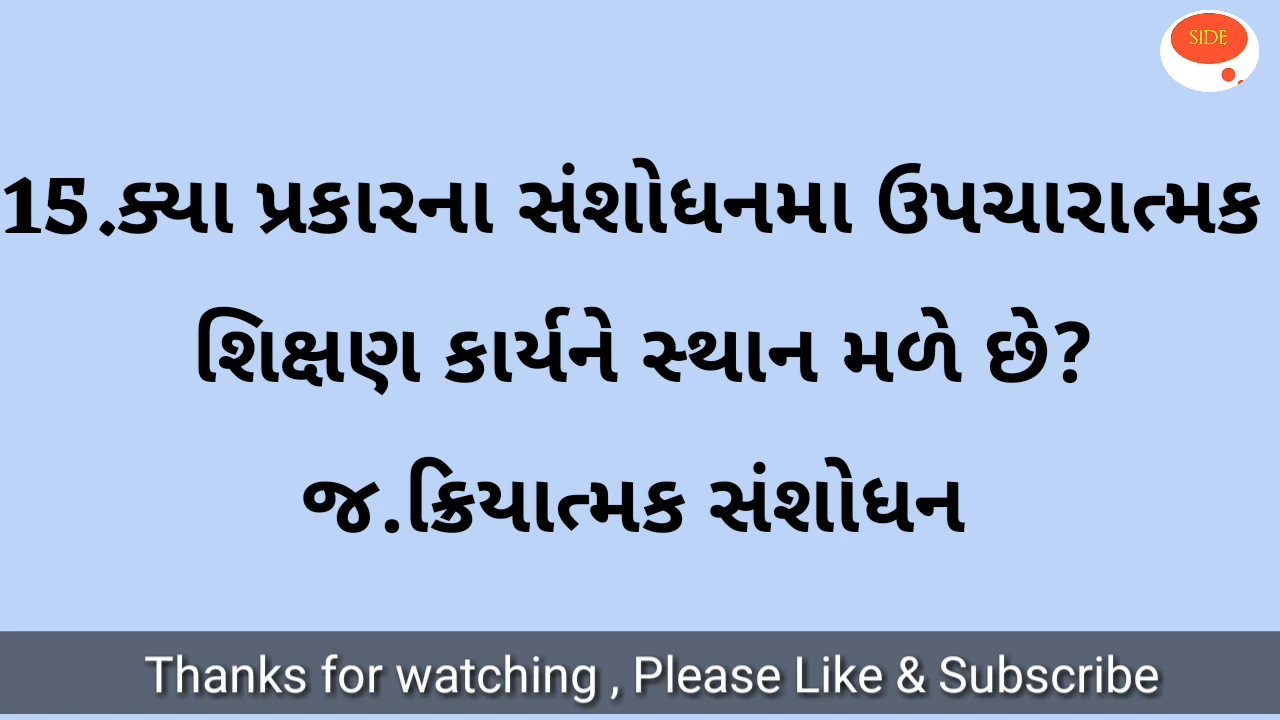 SIDE
15.ક્યા પ્રકારના સંશોધનમા ઉપચારાત્મક
શિક્ષણ કાર્યને સ્થાન મળે છે?
જ.ક્રિયાત્મક સંશોધન
Thanks for watching , Please Like & Subscribe